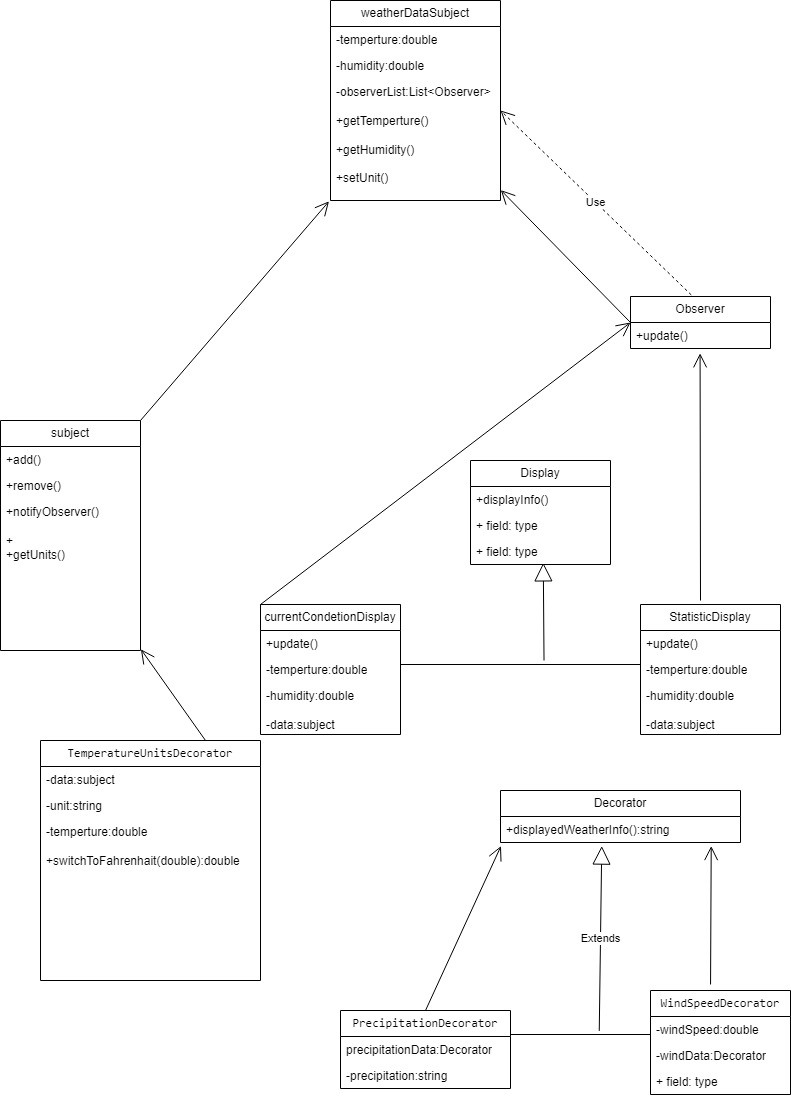 weatherDataSubject
-temperture:double
-humidity:double
-observerList:List<Observer>
+getTemperture()
+getHumidity()
+setUnit()
Use
Observer
+update()
subject
+add()
+remove()
+notifyObserver()
+
+getUnits()
Display
+displayInfo()
+ field: type
+ field: type
currentCondetionDisplay
+update()
-temperture:double
-humidity:double
-data:subject
StatisticDisplay
+update()
-temperture:double
-humidity:double
-data:subject
TemperatureUnitsDecorator
-data:subject
-unit:string
-temperture:double
+switchToFahrenhait(double):double
Decorator
+displayedWeatherInfo():string
Extends
PrecipitationDecorator
precipitationData:Decorator
-precipitation:string
WindSpeedDecorator
-windSpeed:double
-windData:Decorator
+ field: type